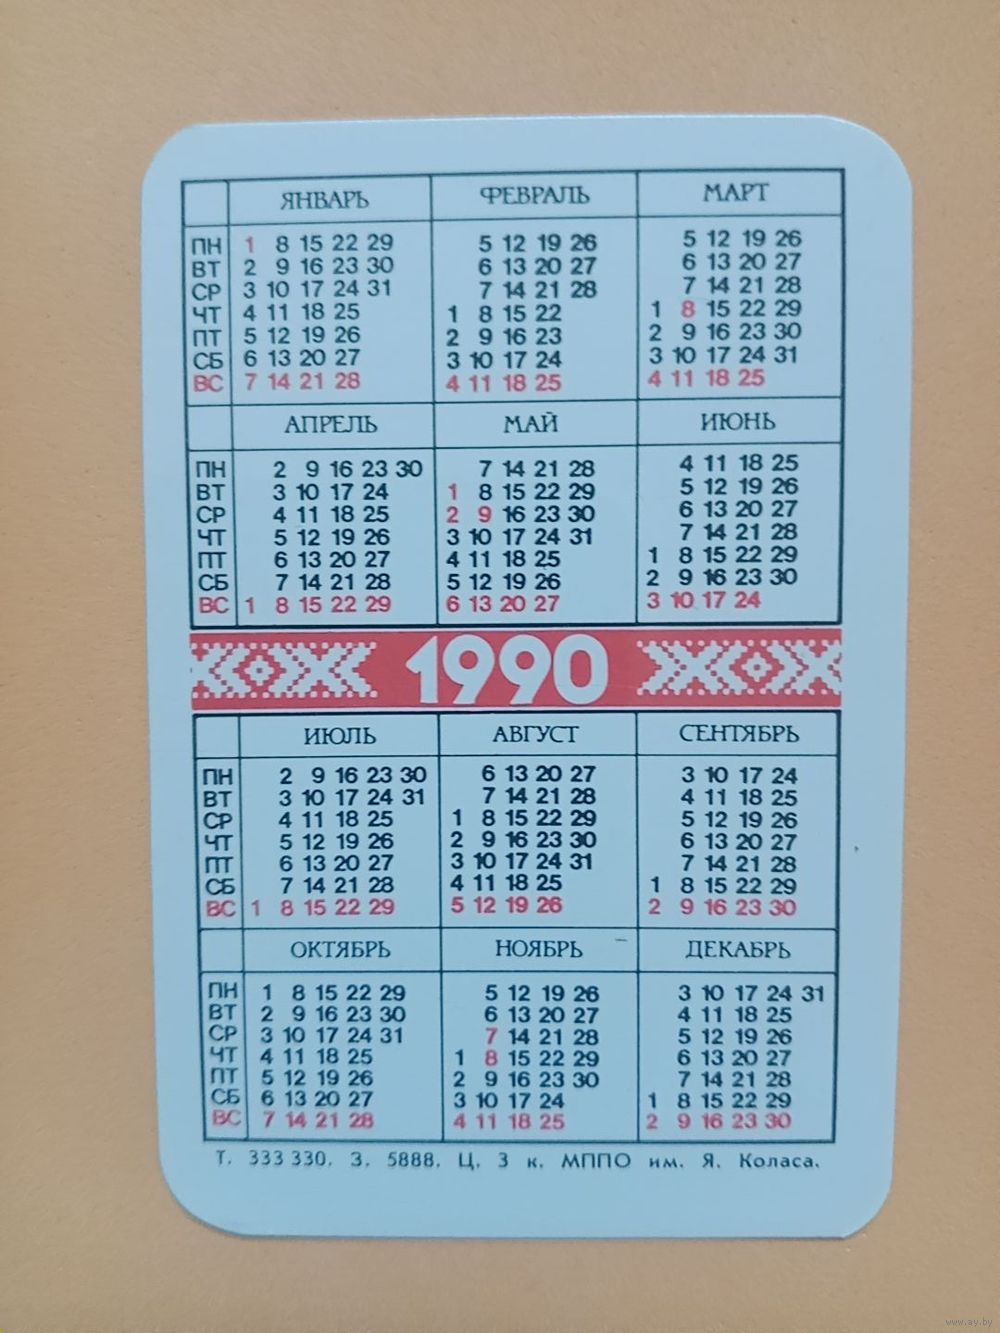 ЯНВАРЬ ФЕВРАЛЬ МАРТ
ПН 1 8 15 22 29 5 12 19 26 5 12 19 26
ВТ 2 9 16 23 30 6 13 20 27 6 13 20 27
СР 3 10 17 24 31 7 14 21 28 7 14 21 28
ЧТ 4 11 18 25 1 8 15 22 1 8 15 22 29
ПТ 5 12 19 26 2 9 16 23 2 9 16 23 30
СБ 6 13 20 27 3 10 17 24 3 10 17 24 31
ВС 7 14 21 28 4 11 18 25 4 11 18 25
АПРЕЛЬ МАЙ ИЮНЬ
ПН 2 9 16 23 30 7 14 21 28 4 11 18 25
ВТ 3 10 17 24 1 8 15 22 29 5 12 19 26
СР 4 11 18 25 2 9 16 23 30 6 13 20 27
ЧТ 5 12 19 26 3 10 17 24 31 7 14 21 28
ПТ 6 13 20 27 4 11 18 25 1 8 15 22 29
СБ 7 14 21 28 5 12 19 26 2 9 16 23 30
ВС 1 8 15 22 29 6 13 20 27 3 10 17 24
1990
ИЮЛЬ АВГУСТ СЕНТЯБРЬ
ПН 2 9 16 23 30 6 13 20 27 3 10 17 24
ВТ 3 10 17 24 31 7 14 21 28 4 11 18 25
СР 4 11 18 25 1 8 15 22 29 5 12 19 26
ЧТ 5 12 19 26 2 9 16 23 30 6 13 20 27
ПТ 6 13 20 27 3 10 17 24 31 7 14 21 28
СБ 7 14 21 28 4 11 18 25 1 8 15 22 29
ВС 1 8 15 22 29 5 12 19 26 2 9 16 23 30
ОКТЯБРЬ НОЯБРЬ ДЕКАБРЬ
ПН 1 8 15 22 29 5 12 19 26 3 10 17 24 31
ВТ 2 9 16 23 30 6 13 20 27 4 11 18 25
СР 3 10 17 24 31 7 14 21 28 5 12 19 26
ЧТ 4 11 18 25 1 8 15 22 29 6 13 20 27
ПТ 5 12 19 26 2 9 16 23 30 7 14 21 28
СБ 6 13 20 27 3 10 17 24 1 8 15 22 29
ВС 7 14 21 28 4 11 18 25 2 9 16 23 30
Т. 333 330. З. 5888. Ц. 3 к. МППО им. Я. Коласа.
www.ay.by